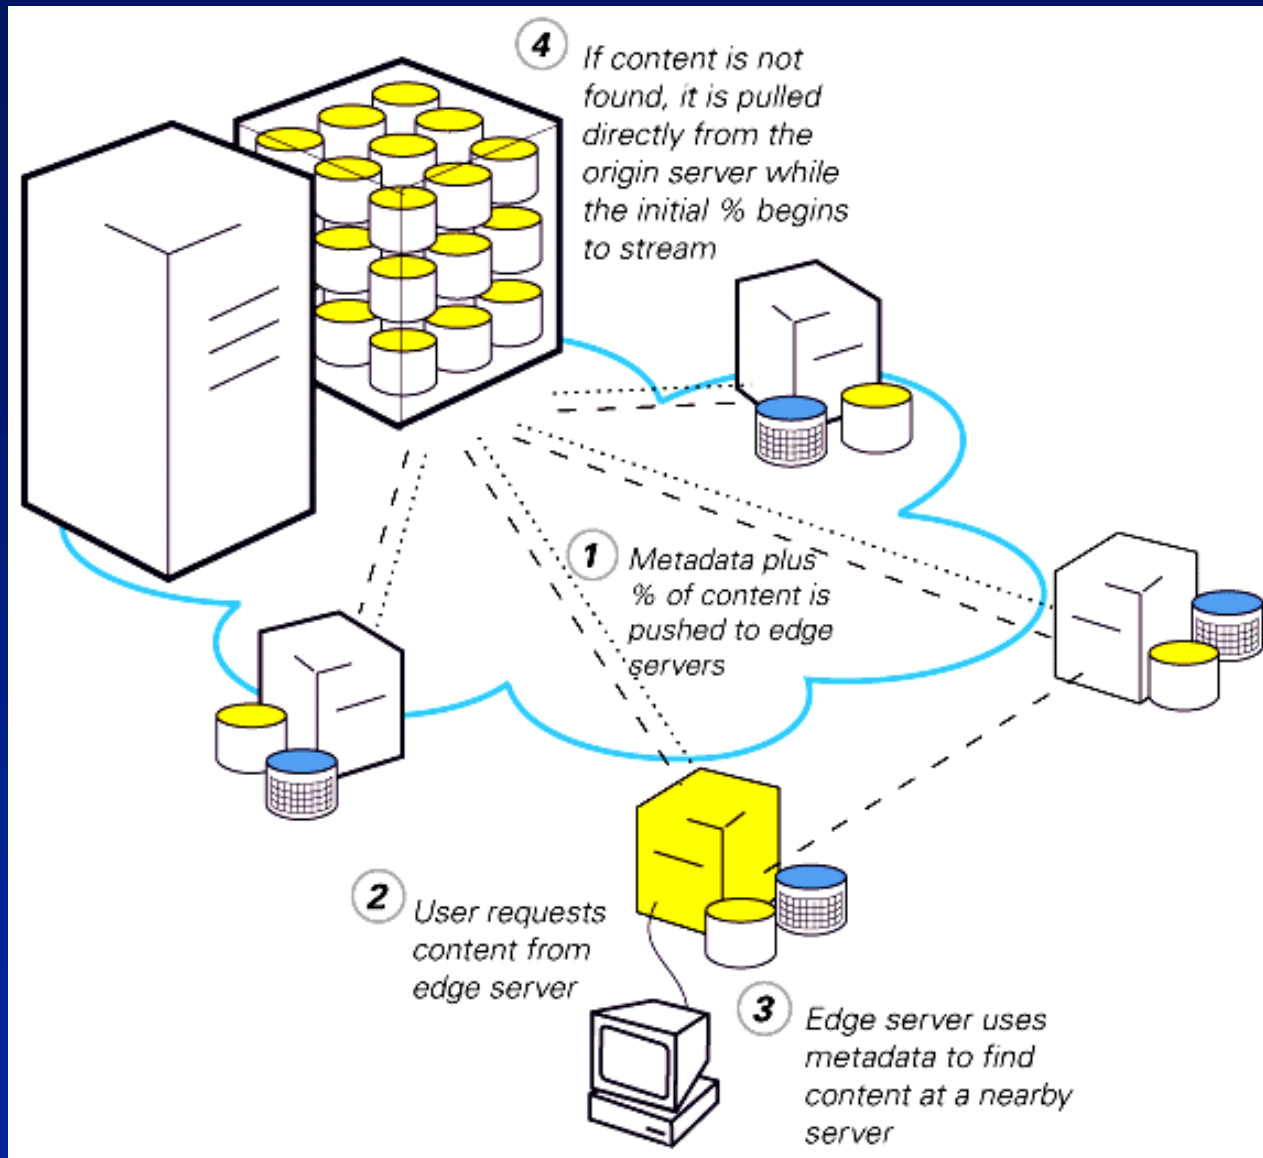 4
If content is not
found, it is pulled
directly from the
origin server while
the initial % begins
to stream
1
Metadada plus
% of content is
pushed to edge
servers
2
User requests
content from
edge server
3
Edge server uses
metadata to find
content at a nearby
server